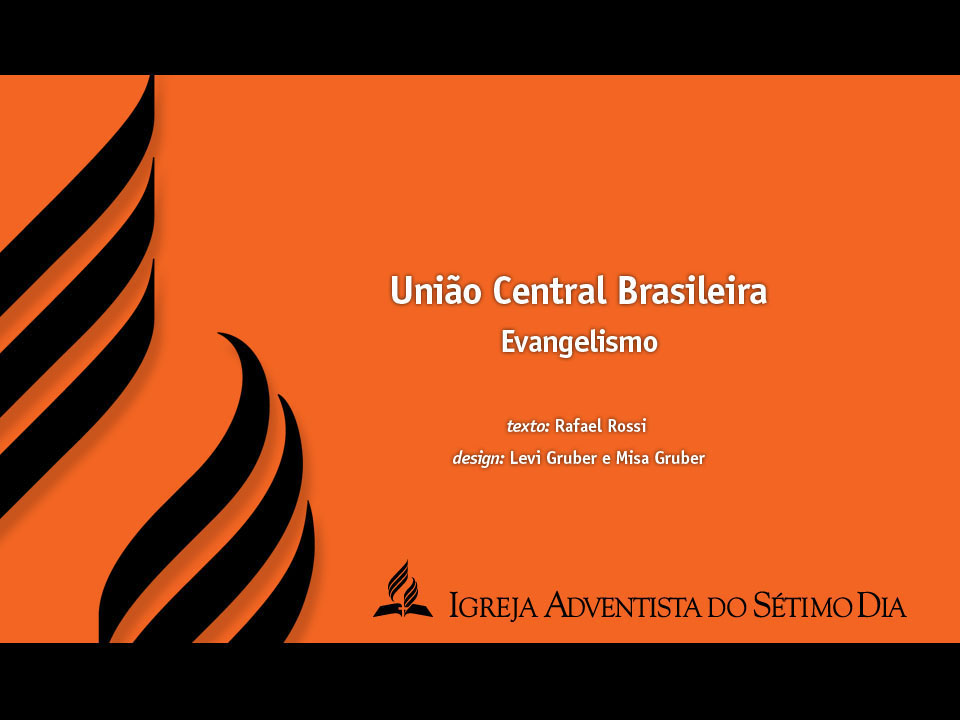 União Central Brasileira
Evangelismo
texto: Rafael Rossi
design: Levi Gruber e Misa Gruber
IGREJA ADVENTISTA DO SÉTIMO DIA